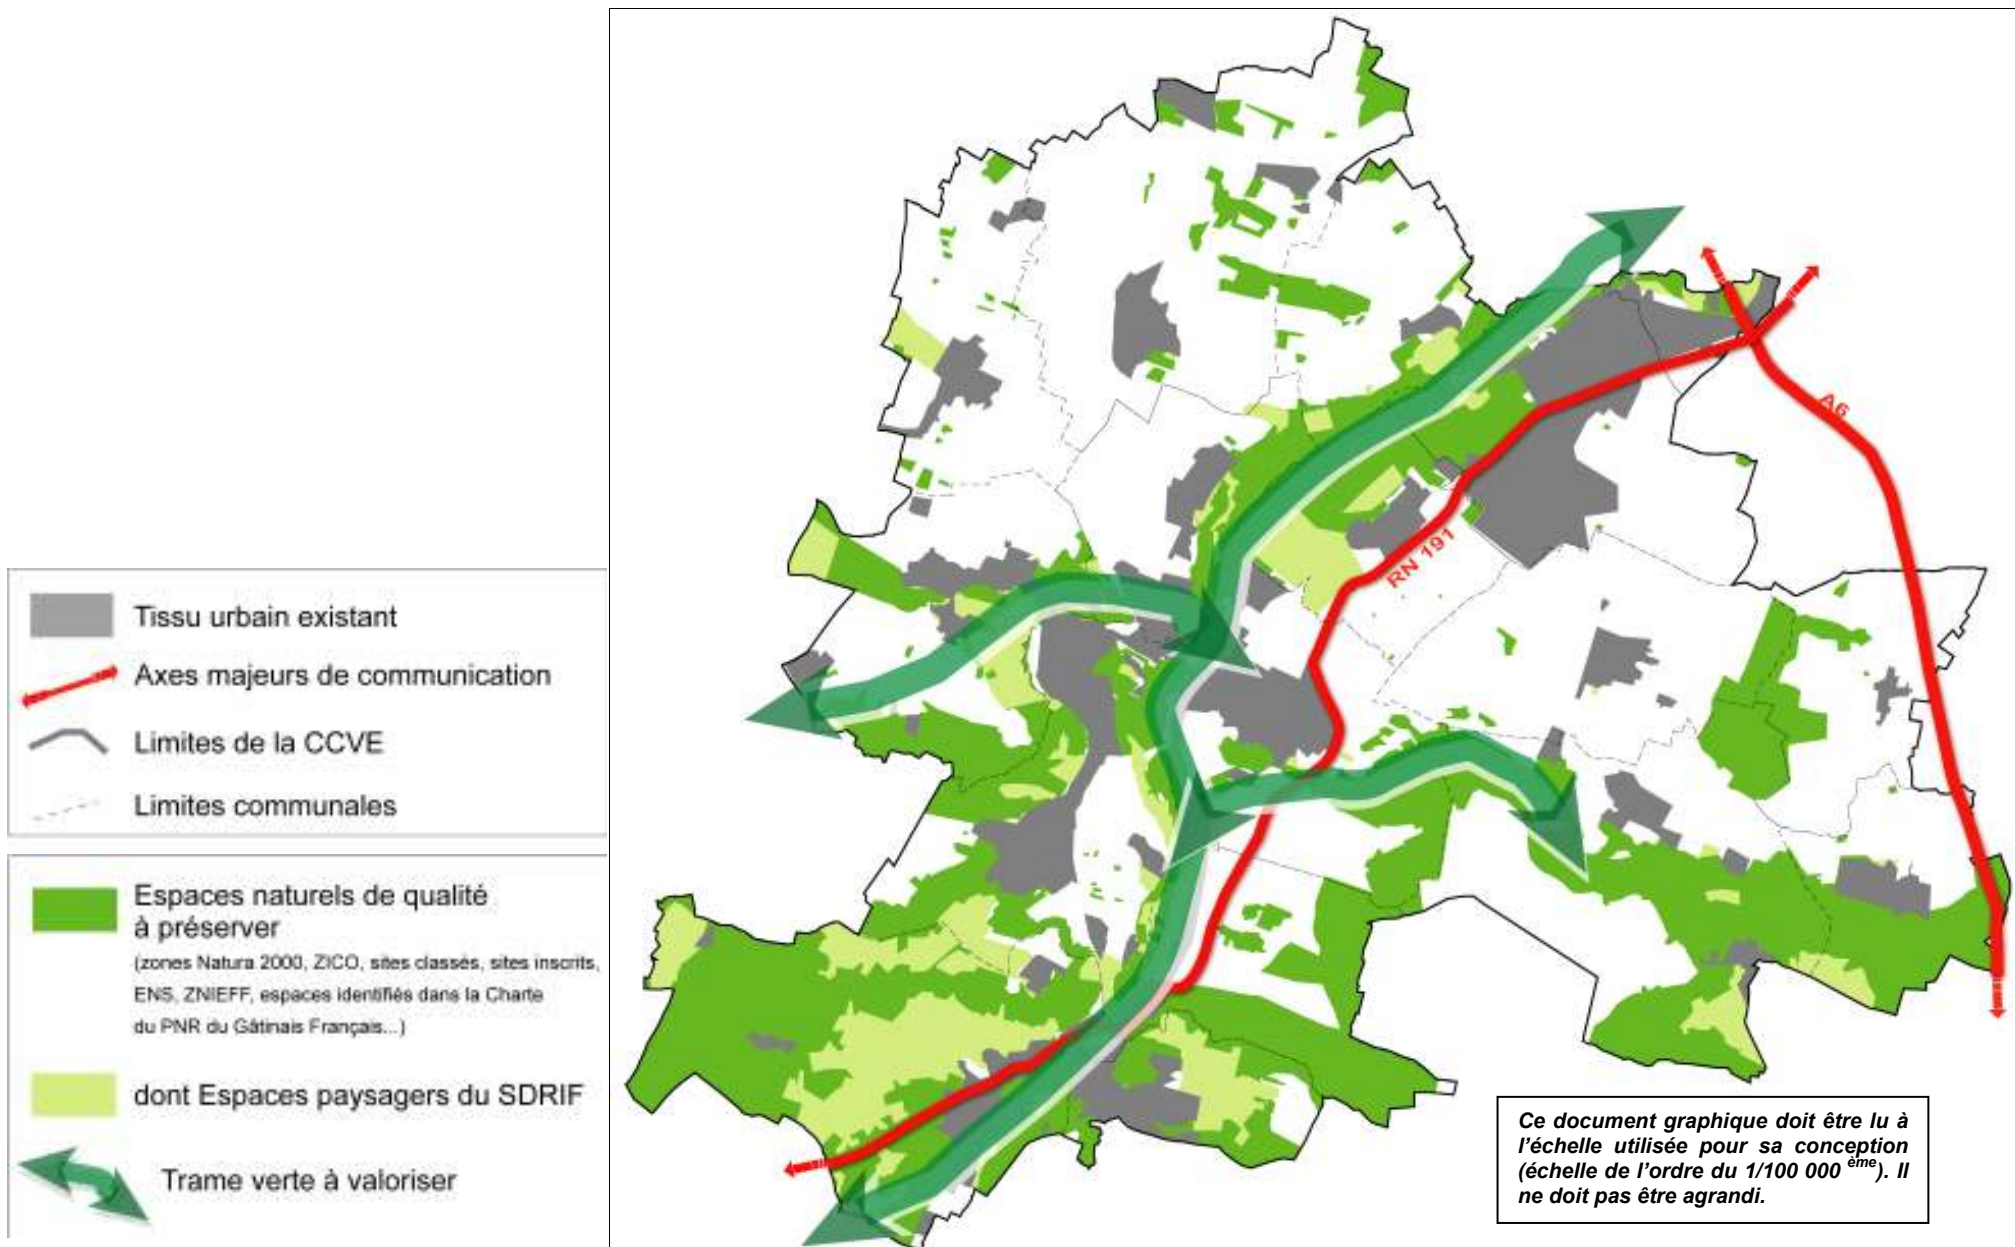 Tissu urbain existant
Axes majeurs de communication
Limites de la CCVE
Limites communales
Espaces naturels de qualité
à préserver
(zones Natura 2000, ZICO, sites classés, sites inscrits,
ENS, ZNIEFF, espaces identifiés dans la Charte
du PNR du Gâtinais Français...)
dont Espaces paysagers du SDRIF
Trame verte à valoriser
A6
RN 191
Ce document graphique doit être lu à
l'échelle utilisée pour sa conception
(échelle de l'ordre du 1/100 000 ème). Il
ne doit pas être agrandi.